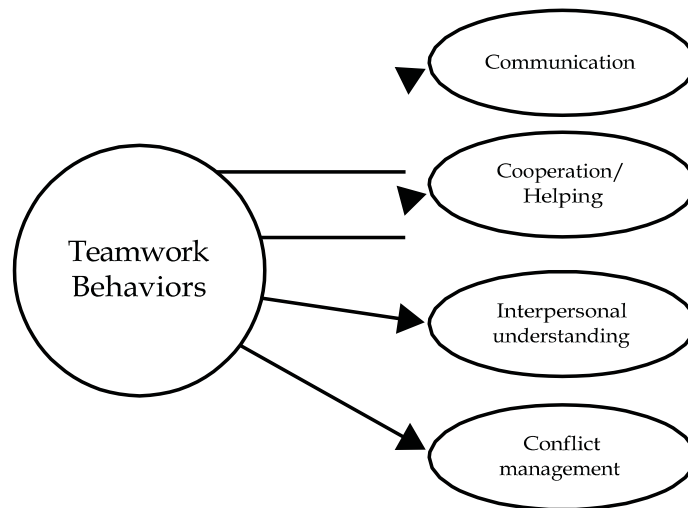 Communication
Cooperation/
Helping
Teamwork
Behaviors
Interpersonal
understanding
Conflict
management